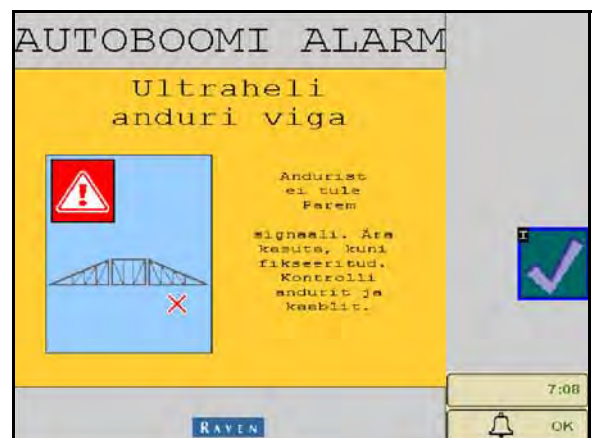 AUTOBOOMI ALARM
Ultraheli
anduri viga
Andurist
ei tule
Parem
signaali. Ära
kasuta, kuni
fikseeritud.
Kontrolli
andurit ja
kaablit.
I
7:08
RAVEN
OK